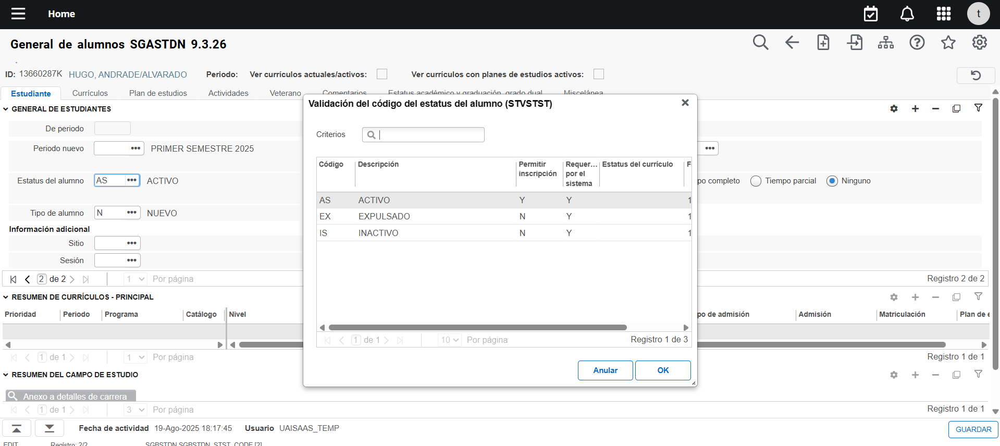 Home
t
General de alumnos SGASTDN 9.3.26
ID: 13660287K HUGO, ANDRADE/ALVARADO Periodo: Ver currículos actuales/activos: Ver currículos con planes de estudios activos:
Estudiante Currículos Plan de estudios Actividades Veterano Comentarios Estatus académico y graduación, grado dual Miscelánea
GENERAL DE ESTUDIANTES
De periodo
Periodo nuevo ••• PRIMER SEMESTRE 2025 •••
Estatus del alumno AS ••• ACTIVO po completo Tiempo parcial Ninguno
Tipo de alumno N ••• NUEVO
Información adicional
Sitio •••
Sesión •••
2 de 2 1 Por página Registro 2 de 2
Validación del código del estatus del alumno (STVSTST)
Criterios
Código Descripción Permitir inscripción Requer... por el sistema Estatus del currículo F
AS ACTIVO Y Y 1
EX EXPULSADO N Y 1
IS INACTIVO N Y 1
1 de 1 10 Por página Registro 1 de 3
Anular OK
RESUMEN DE CURRÍCULOS - PRINCIPAL
Prioridad Periodo Programa Catálogo Nivel po de admisión Admisión Matriculación Plan de e
1 de 1 1 Por página Registro 1 de 1
RESUMEN DEL CAMPO DE ESTUDIO
Anexo a detalles de carrera
1 de 1 3 Por página Registro 1 de 1
Fecha de actividad 19-Ago-2025 18:17:45 Usuario UAISAAS_TEMP GUARDAR
EDIT Registro: 2/2 SGBSTDN.SGBSTDN_STST_CODE [2]